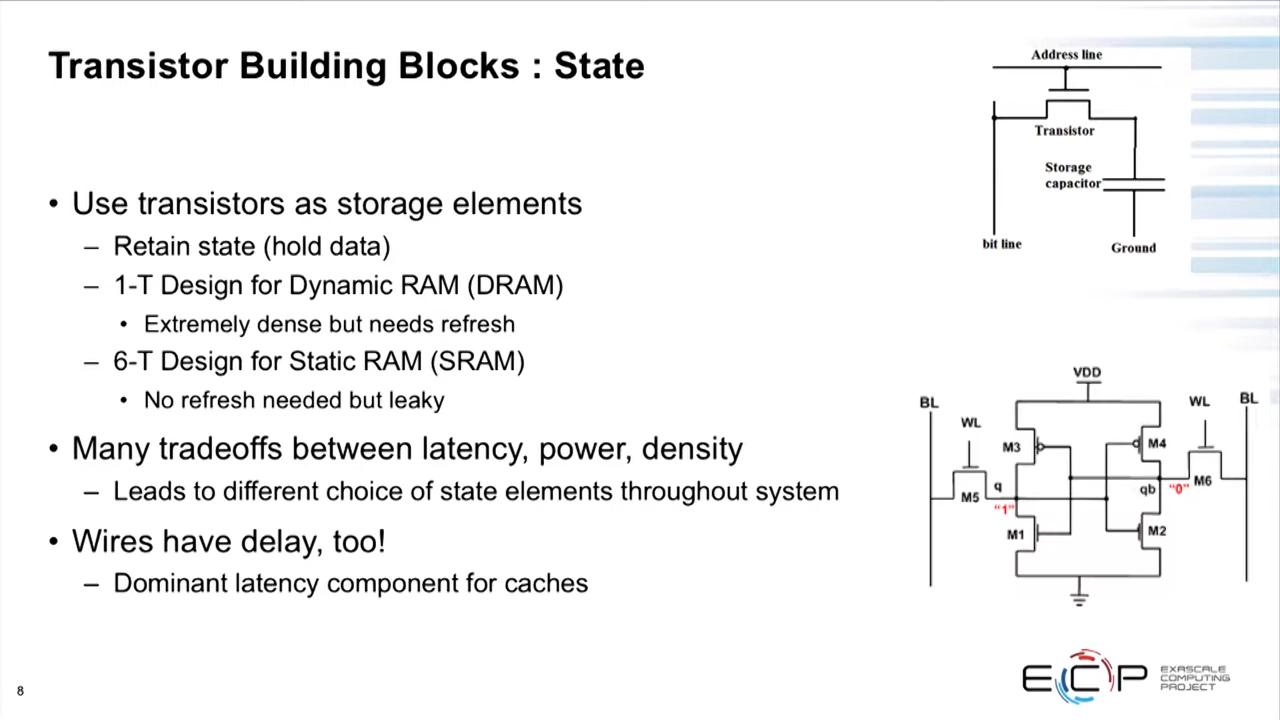 Transistor Building Blocks : State
• Use transistors as storage elements
– Retain state (hold data)
– 1-T Design for Dynamic RAM (DRAM)
• Extremely dense but needs refresh
– 6-T Design for Static RAM (SRAM)
• No refresh needed but leaky
• Many tradeoffs between latency, power, density
– Leads to different choice of state elements throughout system
• Wires have delay, too!
– Dominant latency component for caches
Address line
Transistor
Storage
capacitor
bit line
Ground
VDD
BL
WL
WL
BL
M3
M4
M5
q
"1"
qb
"0"
M6
M1
M2
8
ECP
EXASCALE
COMPUTING
PROJECT